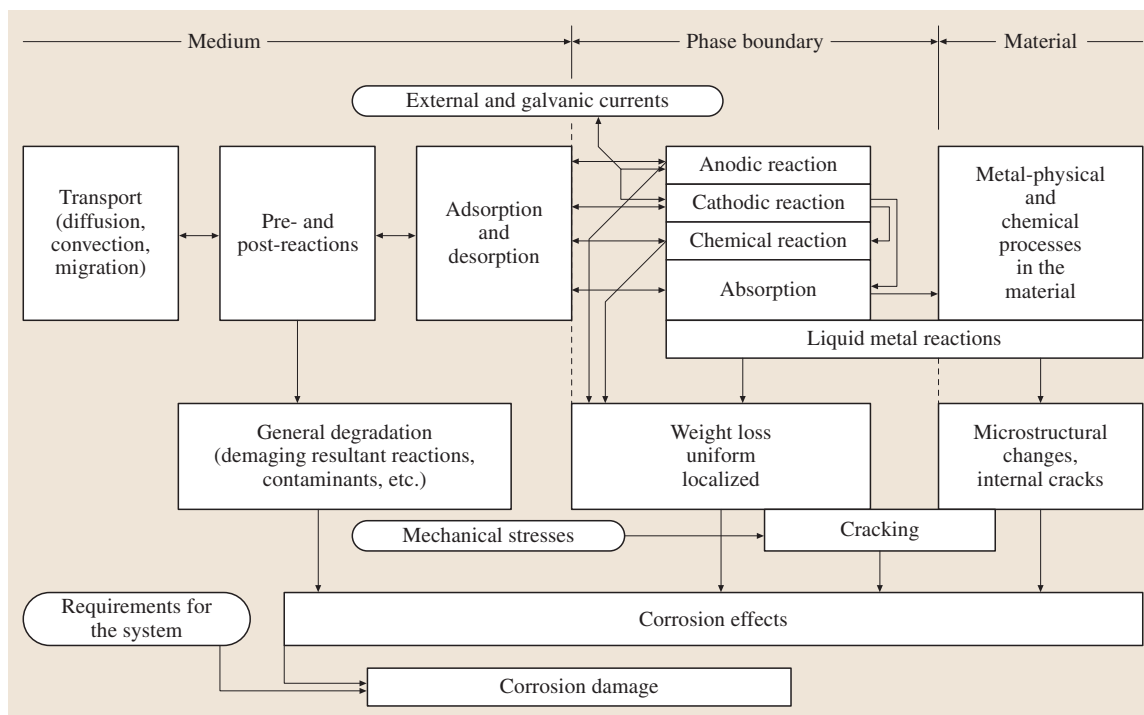 Medium
Phase boundary
Material
External and galvanic currents
Transport
(diffusion,
convection,
migration)
Pre- and
post-reactions
Adsorption
and
desorption
Anodic reaction
Cathodic reaction
Chemical reaction
Absorption
Metal-physical
and
chemical
processes
in the
material
Liquid metal reactions
General degradation
(demaging resultant reactions,
contaminants, etc.)
Weight loss
uniform
localized
Microstructural
changes,
internal cracks
Mechanical stresses
Cracking
Requirements for
the system
Corrosion effects
Corrosion damage